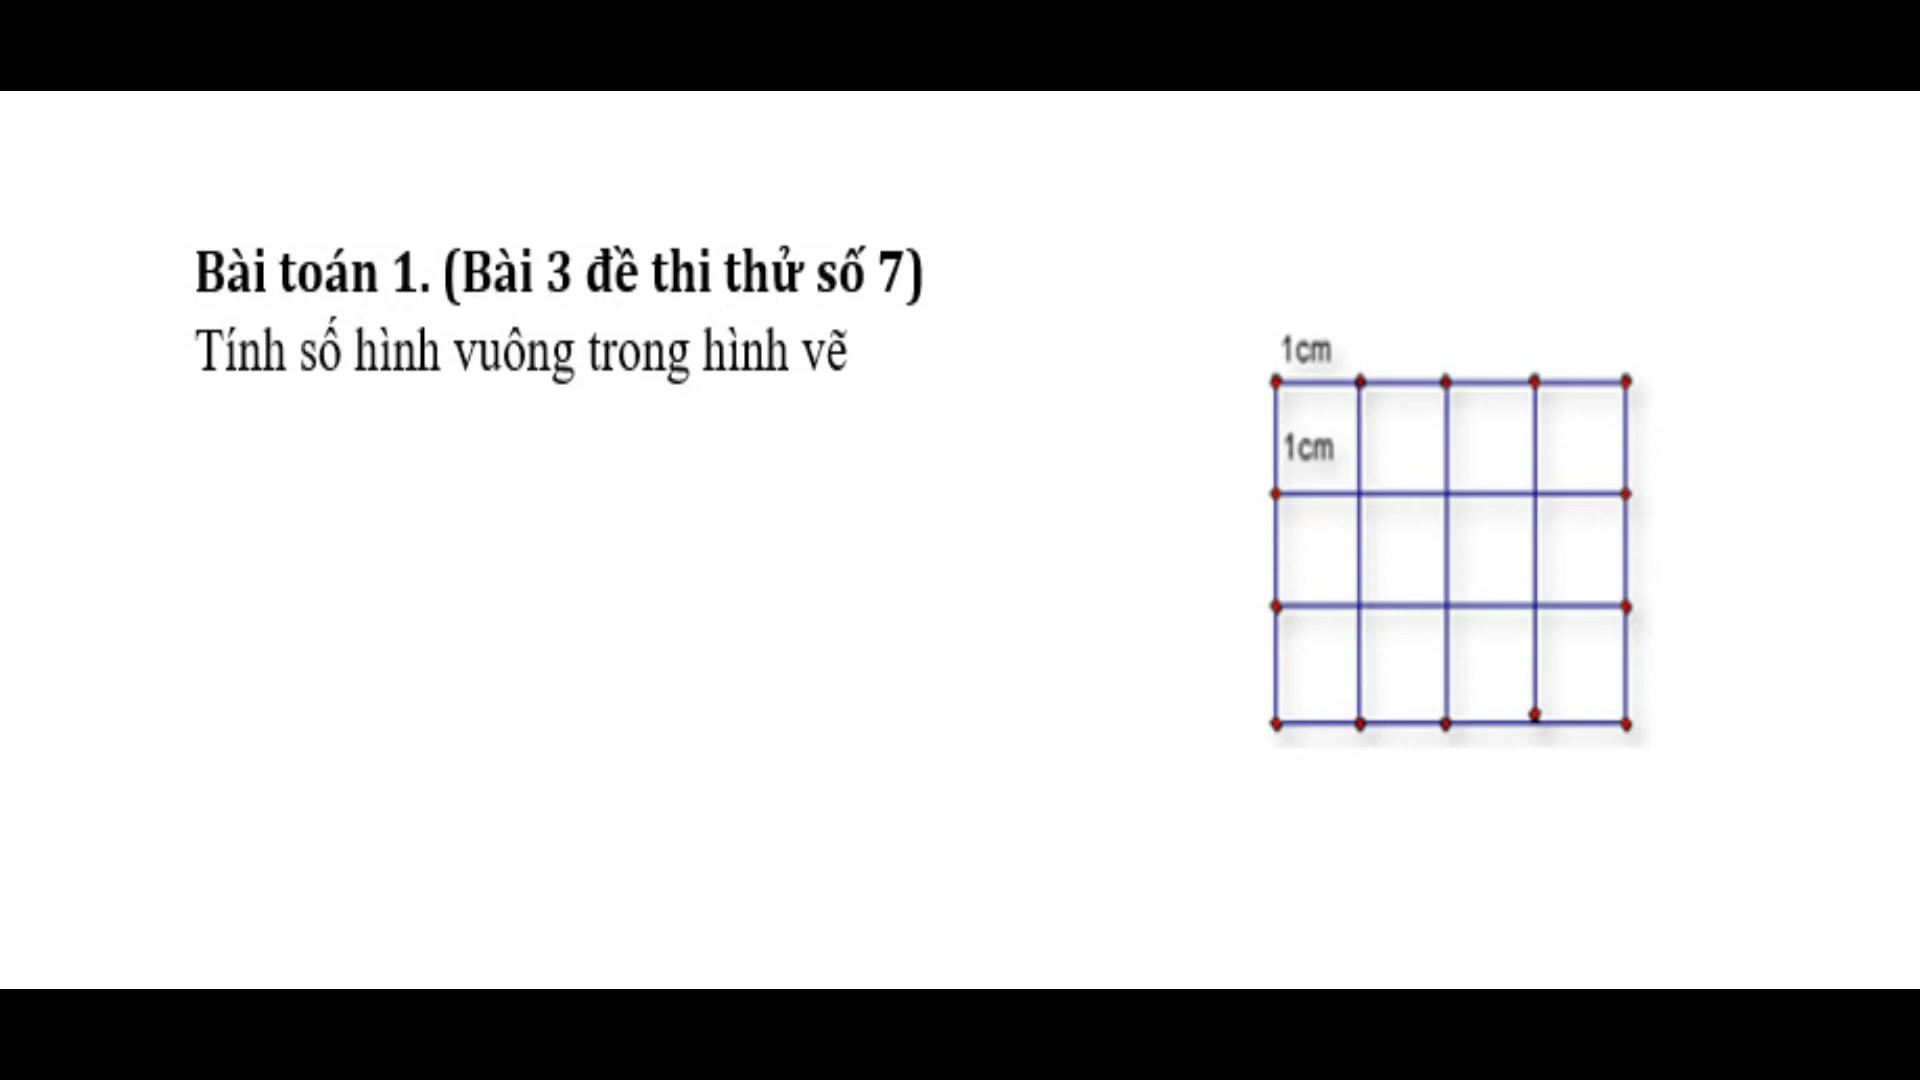 Bài toán 1. (Bài 3 đề thi thử số 7)
Tính số hình vuông trong hình vẽ
1cm
1cm